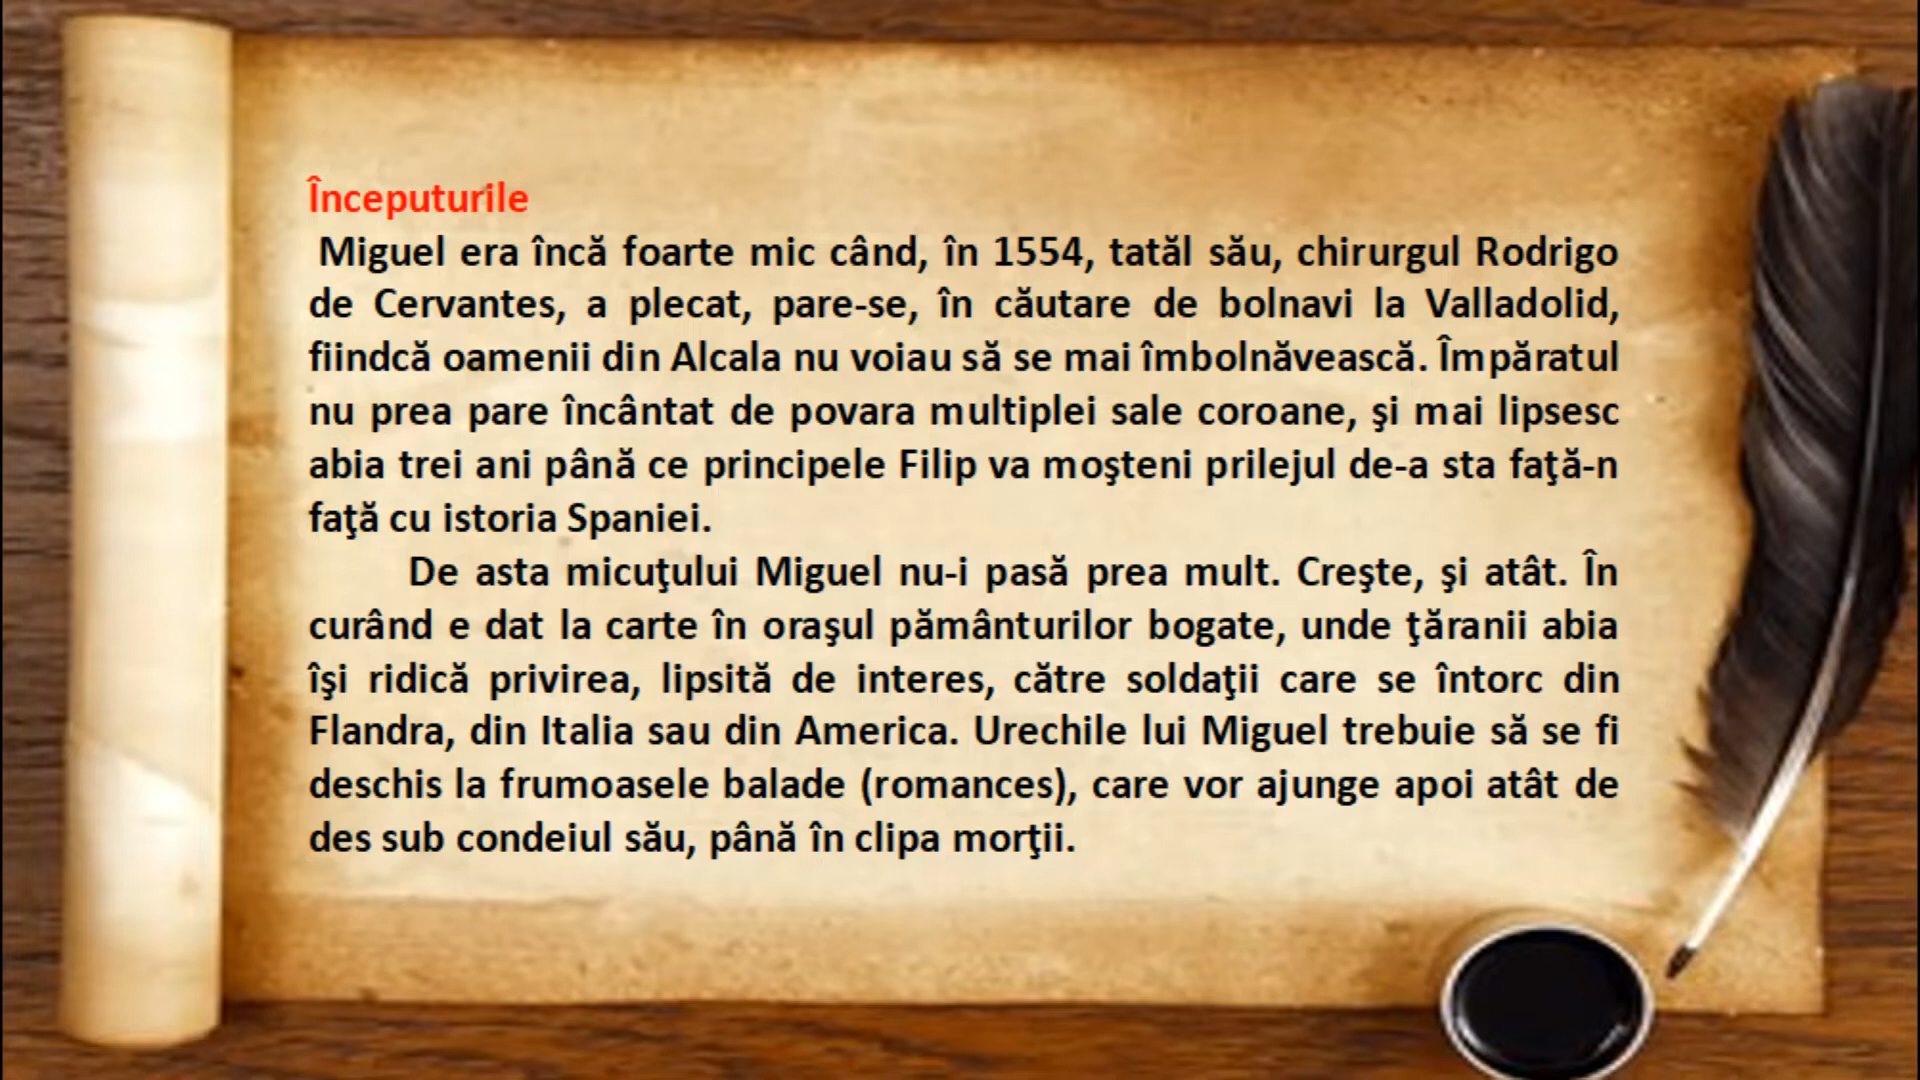 Începuturile
Miguel era încă foarte mic când, în 1554, tatăl său, chirurgul Rodrigo
de Cervantes, a plecat, pare-se, în căutare de bolnavi la Valladolid,
fiindcă oamenii din Alcala nu voiau să se mai îmbolnăvească. Împăratul
nu prea pare încântat de povara multiplei sale coroane, şi mai lipsesc
abia trei ani până ce principele Filip va moşteni prilejul de-a sta faţă-n
faţă cu istoria Spaniei.
De asta micuţului Miguel nu-i pasă prea mult. Creşte, şi atât. În
curând e dat la carte în oraşul pământurilor bogate, unde ţăranii abia
îşi ridică privirea, lipsită de interes, către soldaţii care se întorc din
Flandra, din Italia sau din America. Urechile lui Miguel trebuie să se fi
deschis la frumoasele balade (romances), care vor ajunge apoi atât de
des sub condeiul său, până în clipa morţii.